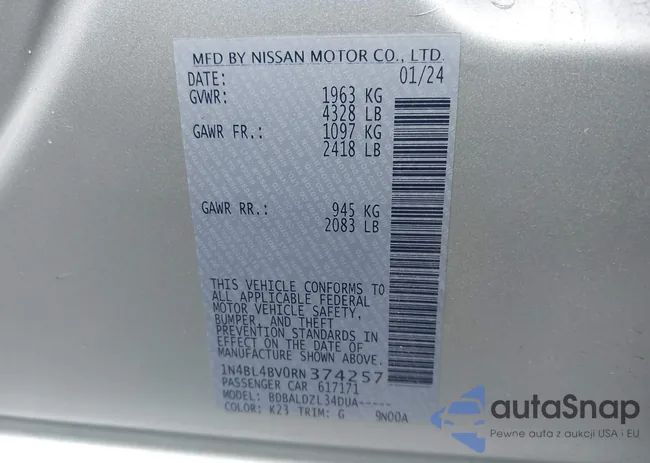 MFD BY NISSAN MOTOR CO., LTD.
DATE: 01/24
GVWR: 1963 KG
4328 LB
GAWR FR.: 1097 KG
2418 LB
GAWR RR.: 945 KG
2083 LB
THIS VEHICLE CONFORMS TO
ALL APPLICABLE FEDERAL
MOTOR VEHICLE SAFETY,
BUMPER, AND THEFT
PREVENTION STANDARDS IN
EFFECT ON THE DATE OF
MANUFACTURE SHOWN ABOVE.
1N4BL4BV0RN374257
PASSENGER CAR 617171
MODEL: BDBALDZL34DUA-----
COLOR: K23 TRIM: G 9N00A
autoSnap
Pewne auta z aukcji USA i EU